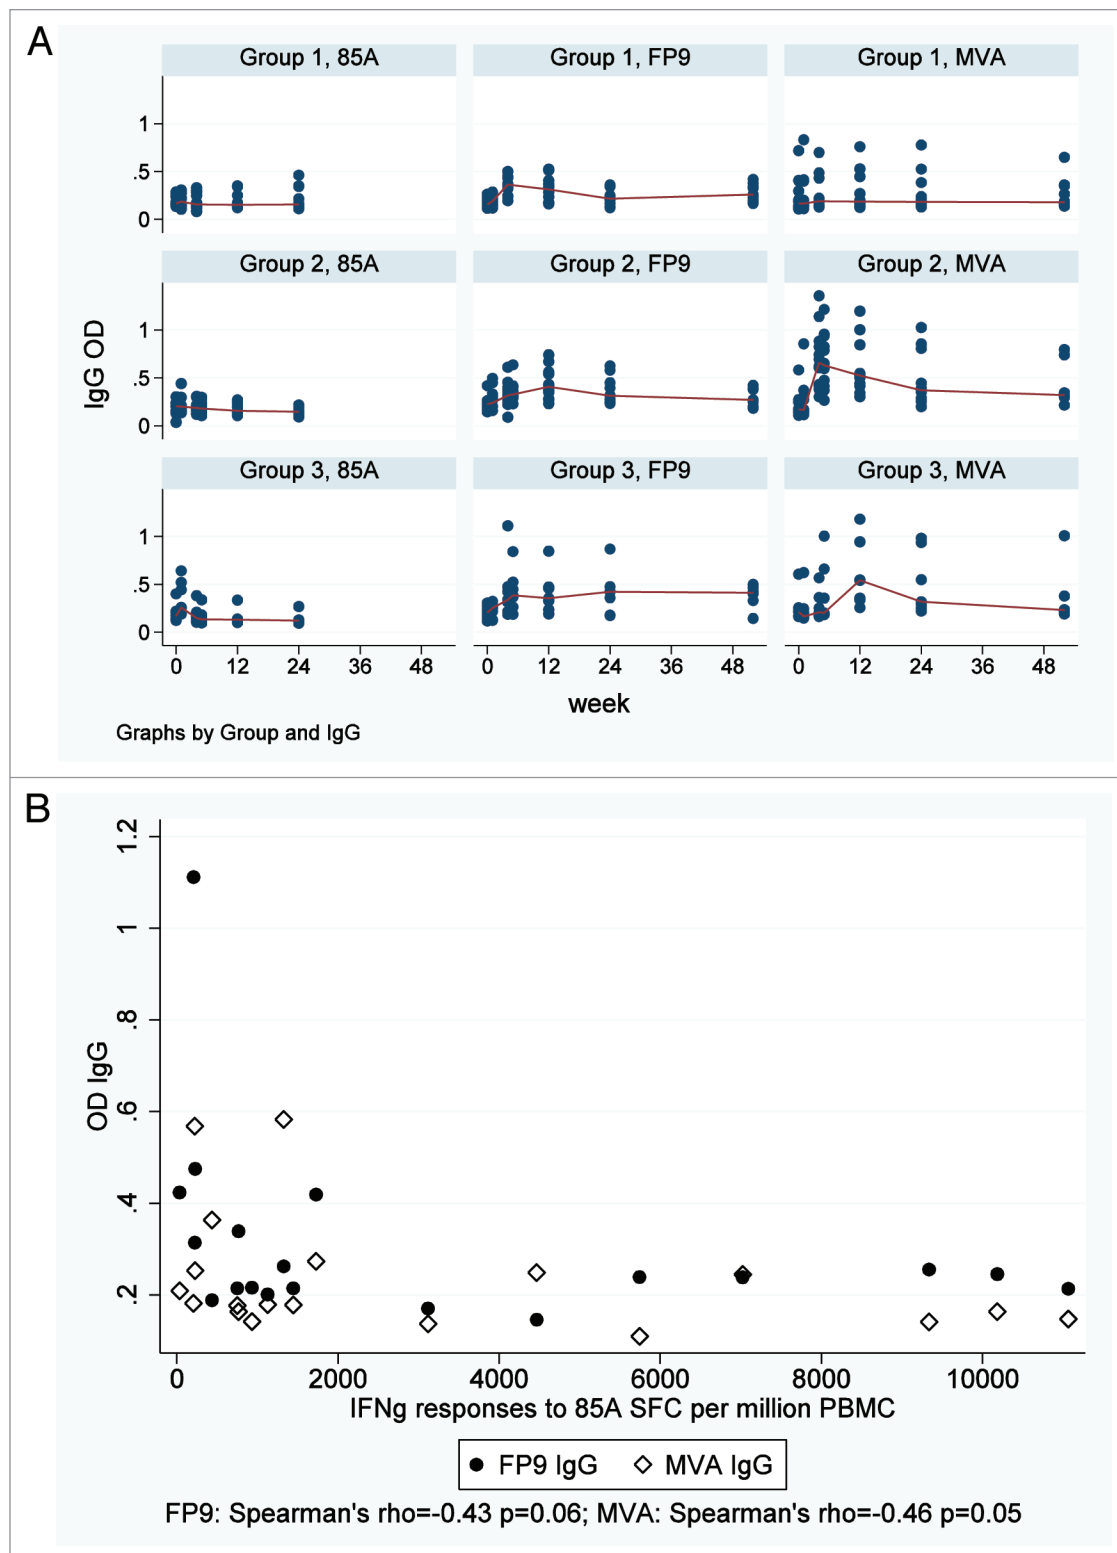 A
Group 1, 85A
Group 1, FP9
Group 1, MVA
1
.5
0
Group 2, 85A
Group 2, FP9
Group 2, MVA
IgG OD
1
.5
0
Group 3, 85A
Group 3, FP9
Group 3, MVA
1
.5
0
0 12 24 36 48
0 12 24 36 48
0 12 24 36 48
week
Graphs by Group and IgG
B
OD IgG
1.2
1
.8
.6
.4
.2
0 2000 4000 6000 8000 10000
IFNg responses to 85A SFC per million PBMC
FP9 IgG
MVA IgG
FP9: Spearman's rho=-0.43 p=0.06; MVA: Spearman's rho=-0.46 p=0.05